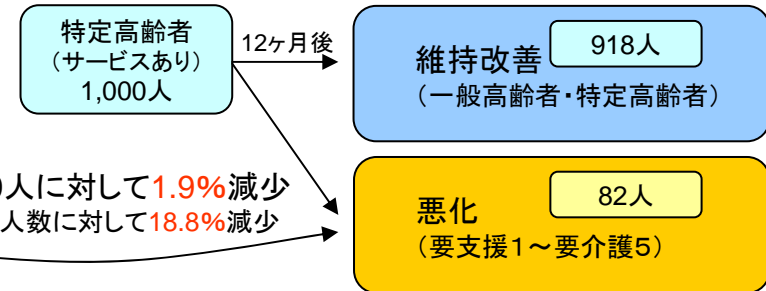 特定高齢者
(サービスあり)
1,000人
12ヶ月後
維持改善
918人
(一般高齢者・特定高齢者)
人に対して1.9%減少
人数に対して18.8%減少
悪化
82人
(要支援1~要介護5)